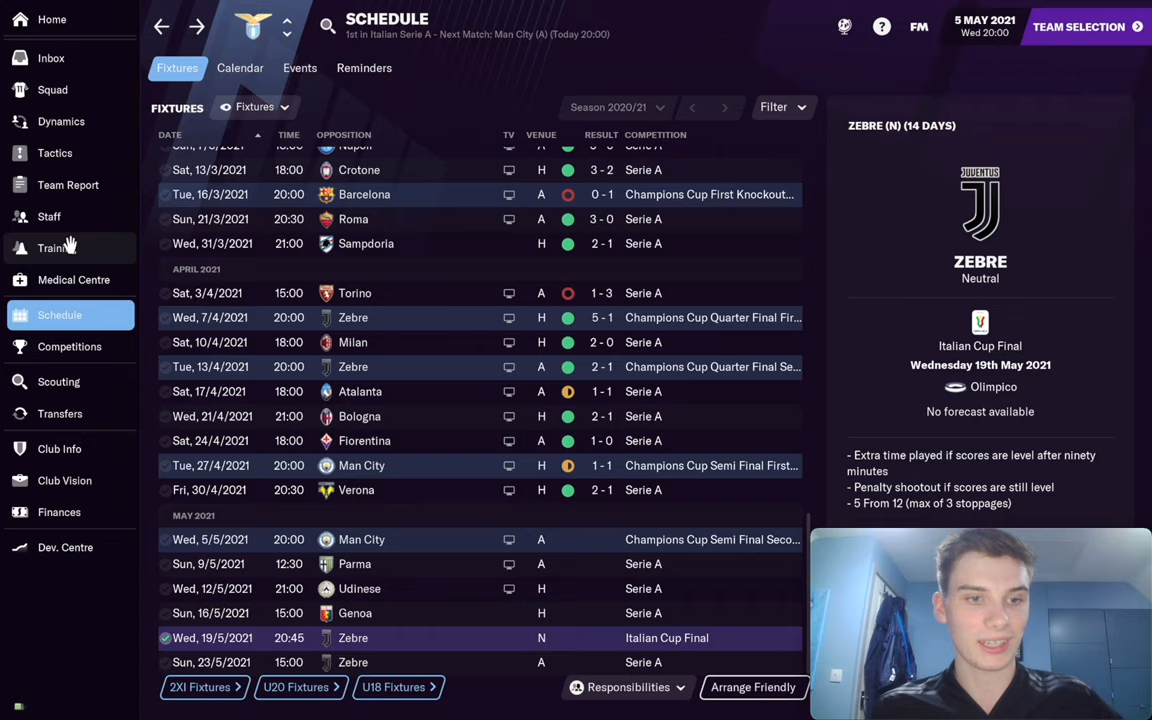 Home
SCHEDULE
1st in Italian Serie A - Next Match: Man City (A) (Today 20:00)
?
FM
5 MAY 2021
Wed 20:00
TEAM SELECTION
Inbox
Squad
Dynamics
Tactics
Team Report
Staff
Medical Centre
Schedule
Competitions
Scouting
Transfers
Club Info
Club Vision
Finances
Dev. Centre
Fixtures Calendar Events Reminders
FIXTURES Fixtures Season 2020/21 Filter
DATE TIME OPPOSITION TV VENUE RESULT COMPETITION
Sat, 13/3/2021 18:00 Crotone H 3 - 2 Serie A
Tue, 16/3/2021 20:00 Barcelona A 0 - 1 Champions Cup First Knockout...
Sun, 21/3/2021 20:30 Roma A 3 - 0 Serie A
Wed, 31/3/2021 21:00 Sampdoria H 2 - 1 Serie A
APRIL 2021
Sat, 3/4/2021 15:00 Torino A 1 - 3 Serie A
Wed, 7/4/2021 20:00 Zebre H 5 - 1 Champions Cup Quarter Final Fir...
Sat, 10/4/2021 18:00 Milan H 2 - 0 Serie A
Tue, 13/4/2021 20:00 Zebre A 2 - 1 Champions Cup Quarter Final Se...
Sat, 17/4/2021 18:00 Atalanta A 1 - 1 Serie A
Wed, 21/4/2021 21:00 Bologna H 2 - 1 Serie A
Sat, 24/4/2021 18:00 Fiorentina A 1 - 0 Serie A
Tue, 27/4/2021 20:00 Man City H 1 - 1 Champions Cup Semi Final First...
Fri, 30/4/2021 20:30 Verona H 2 - 1 Serie A
MAY 2021
Wed, 5/5/2021 20:00 Man City A Champions Cup Semi Final Seco...
Sun, 9/5/2021 12:30 Parma A Serie A
Wed, 12/5/2021 21:00 Udinese H Serie A
Sun, 16/5/2021 15:00 Genoa H Serie A
Wed, 19/5/2021 20:45 Zebre N Italian Cup Final
Sun, 23/5/2021 15:00 Zebre A Serie A
2XI Fixtures U20 Fixtures U18 Fixtures Responsibilities Arrange Friendly
ZEBRE (N) (14 DAYS)
JUVENTUS
ZEBRE
Neutral
Italian Cup Final
Wednesday 19th May 2021
Olimpico
No forecast available
- Extra time played if scores are level after ninety
minutes
- Penalty shootout if scores are still level
- 5 From 12 (max of 3 stoppages)